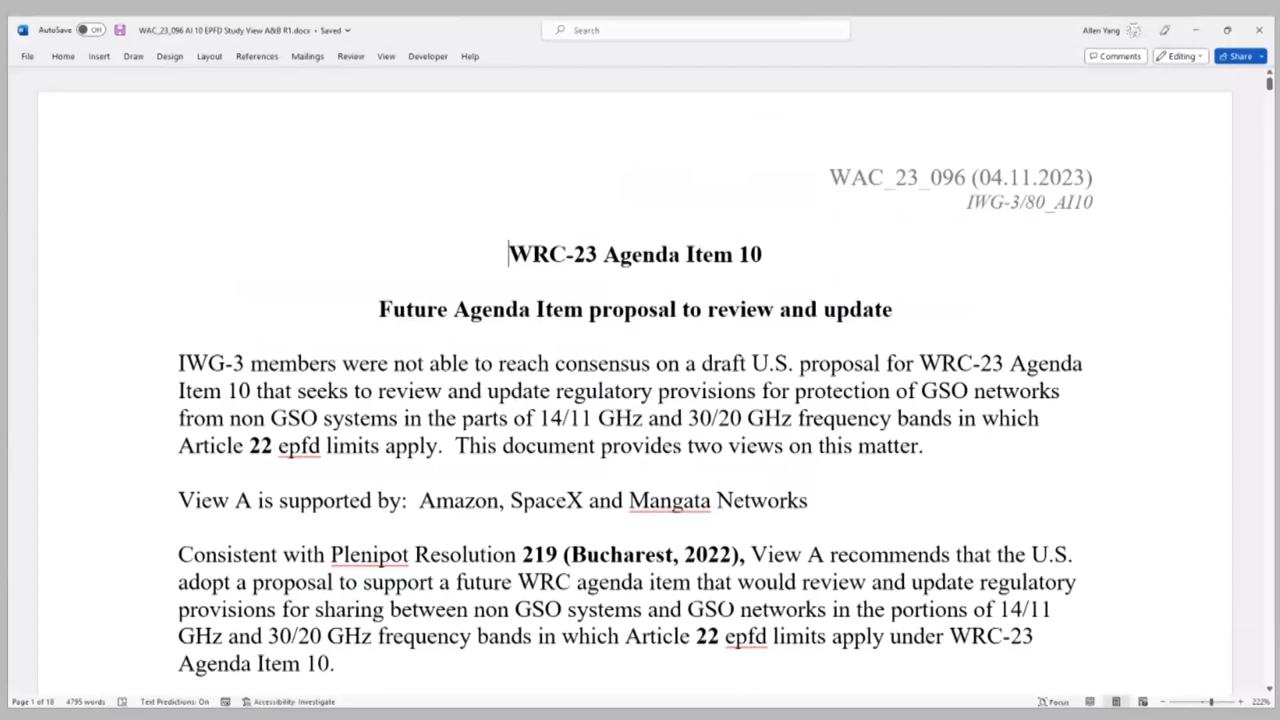 AutoSave Off WAC_23_096 AI 10 EPFD Study View A&B R1.docx • Saved Search Allen Yang
File Home Insert Draw Design Layout References Mailings Review View Developer Help Comments Editing Share
WAC_23_096 (04.11.2023)
IWG-3/80_AI10
WRC-23 Agenda Item 10
Future Agenda Item proposal to review and update
IWG-3 members were not able to reach consensus on a draft U.S. proposal for WRC-23 Agenda
Item 10 that seeks to review and update regulatory provisions for protection of GSO networks
from non GSO systems in the parts of 14/11 GHz and 30/20 GHz frequency bands in which
Article 22 epfd limits apply. This document provides two views on this matter.
View A is supported by: Amazon, SpaceX and Mangata Networks
Consistent with Plenipot Resolution 219 (Bucharest, 2022), View A recommends that the U.S.
adopt a proposal to support a future WRC agenda item that would review and update regulatory
provisions for sharing between non GSO systems and GSO networks in the portions of 14/11
GHz and 30/20 GHz frequency bands in which Article 22 epfd limits apply under WRC-23
Agenda Item 10.
Page 1 of 18 4795 words Text Predictions: On Accessibility: Investigate Focus 222%